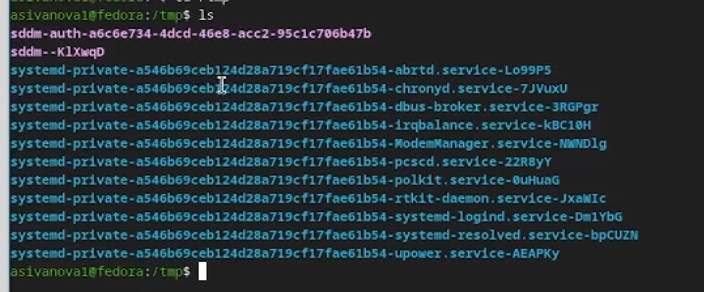 asivanova1@fedora:/tmp$ ls
sddm-auth-a6c6e734-4dcd-46e8-acc2-95c1c706b47b
sddm--KlXwqD
systemd-private-a546b69ceb124d28a719cf17fae61b54-abrtd.service-Lo99P5
systemd-private-a546b69ceb124d28a719cf17fae61b54-chronyd.service-7JVuxU
systemd-private-a546b69ceb124d28a719cf17fae61b54-dbus-broker.service-3RGPgr
systemd-private-a546b69ceb124d28a719cf17fae61b54-irqbalance.service-kBC10H
systemd-private-a546b69ceb124d28a719cf17fae61b54-ModemManager.service-NWNDlg
systemd-private-a546b69ceb124d28a719cf17fae61b54-pcscd.service-22R8yY
systemd-private-a546b69ceb124d28a719cf17fae61b54-polkit.service-0uHuaG
systemd-private-a546b69ceb124d28a719cf17fae61b54-rtkit-daemon.service-JxaWIc
systemd-private-a546b69ceb124d28a719cf17fae61b54-systemd-logind.service-Dm1YbG
systemd-private-a546b69ceb124d28a719cf17fae61b54-systemd-resolved.service-bpCUZN
systemd-private-a546b69ceb124d28a719cf17fae61b54-upower.service-AEAPKy
asivanova1@fedora:/tmp$